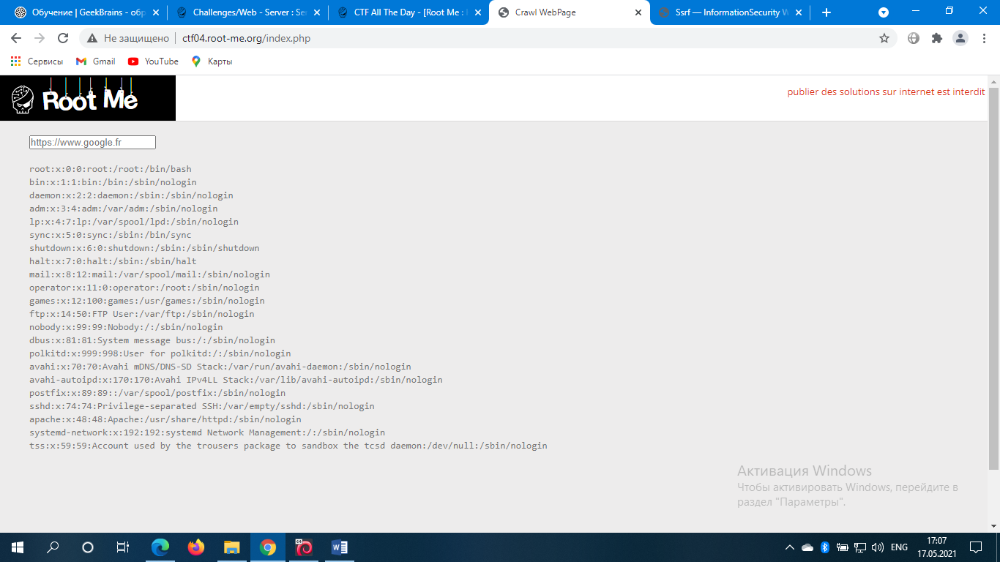 Обучение | GeekBrains - обр
Challenges/Web - Server : Se
CTF All The Day - [Root Me :
Crawl WebPage
Ssrf — InformationSecurity W
Не защищено
ctf04.root-me.org/index.php
Сервисы
Gmail
YouTube
Карты
Root Me
publier des solutions sur internet est interdit
https://www.google.fr
root:x:0:0:root:/root:/bin/bash
bin:x:1:1:bin:/bin:/sbin/nologin
daemon:x:2:2:daemon:/sbin:/sbin/nologin
adm:x:3:4:adm:/var/adm:/sbin/nologin
lp:x:4:7:lp:/var/spool/lpd:/sbin/nologin
sync:x:5:0:sync:/sbin:/bin/sync
shutdown:x:6:0:shutdown:/sbin:/sbin/shutdown
halt:x:7:0:halt:/sbin:/sbin/halt
mail:x:8:12:mail:/var/spool/mail:/sbin/nologin
operator:x:11:0:operator:/root:/sbin/nologin
games:x:12:100:games:/usr/games:/sbin/nologin
ftp:x:14:50:FTP User:/var/ftp:/sbin/nologin
nobody:x:99:99:Nobody:/:/sbin/nologin
dbus:x:81:81:System message bus:/:/sbin/nologin
polkitd:x:999:998:User for polkitd:/:/sbin/nologin
avahi:x:70:70:Avahi mDNS/DNS-SD Stack:/var/run/avahi-daemon:/sbin/nologin
avahi-autoipd:x:170:170:Avahi IPv4LL Stack:/var/lib/avahi-autoipd:/sbin/nologin
postfix:x:89:89::/var/spool/postfix:/sbin/nologin
sshd:x:74:74:Privilege-separated SSH:/var/empty/sshd:/sbin/nologin
apache:x:48:48:Apache:/usr/share/httpd:/sbin/nologin
systemd-network:x:192:192:systemd Network Management:/:/sbin/nologin
tss:x:59:59:Account used by the trousers package to sandbox the tcsd daemon:/dev/null:/sbin/nologin
Активация Windows
Чтобы активировать Windows, перейдите в
раздел "Параметры".
64
ENG
17:07
17.05.2021